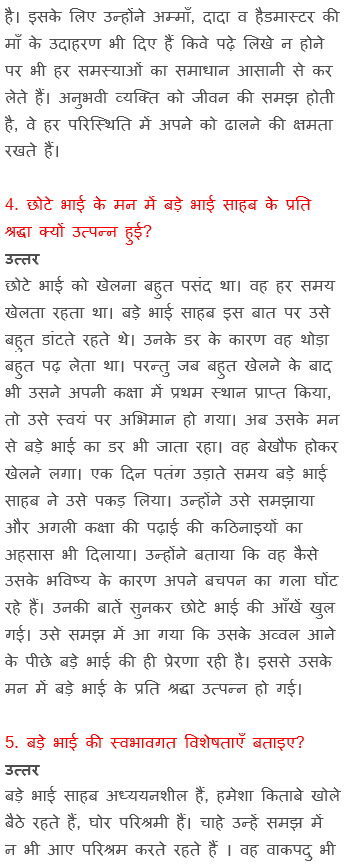 है। इसके लिए उन्होंने अम्माँ, दादा व हैडमास्टर की
माँ के उदाहरण भी दिए हैं किवे पढ़े लिखे न होने
पर भी हर समस्याओं का समाधान आसानी से कर
लेते हैं। अनुभवी व्यक्ति को जीवन की समझ होती
है, वे हर परिस्थिति में अपने को ढालने की क्षमता
रखते हैं।
4. छोटे भाई के मन में बड़े भाई साहब के प्रति
श्रद्धा क्यों उत्पन्न हुई?
उत्तर
छोटे भाई को खेलना बहुत पसंद था। वह हर समय
खेलता रहता था। बड़े भाई साहब इस बात पर उसे
बहुत डांटते रहते थे। उनके डर के कारण वह थोड़ा
बहुत पढ़ लेता था। परन्तु जब बहुत खेलने के बाद
भी उसने अपनी कक्षा में प्रथम स्थान प्राप्त किया,
तो उसे स्वयं पर अभिमान हो गया। अब उसके मन
से बड़े भाई का डर भी जाता रहा। वह बेखौफ होकर
खेलने लगा। एक दिन पतंग उड़ाते समय बड़े भाई
साहब ने उसे पकड़ लिया। उन्होंने उसे समझाया
और अगली कक्षा की पढ़ाई की कठिनाइयों का
अहसास भी दिलाया। उन्होंने बताया कि वह कैसे
उसके भविष्य के कारण अपने बचपन का गला घोंट
रहे हैं। उनकी बातें सुनकर छोटे भाई की आँखें खुल
गई। उसे समझ में आ गया कि उसके अव्वल आने
के पीछे बड़े भाई की ही प्रेरणा रही है। इससे उसके
मन में बड़े भाई के प्रति श्रद्धा उत्पन्न हो गई।
5. बड़े भाई की स्वभावगत विशेषताएँ बताइए?
उत्तर
बड़े भाई साहब अध्ययनशील हैं, हमेशा किताबे खोले
बैठे रहते हैं, घोर परिश्रमी हैं। चाहे उन्हें समझ में
न भी आए परिश्रम करते रहते हैं । वह वाकपटु भी